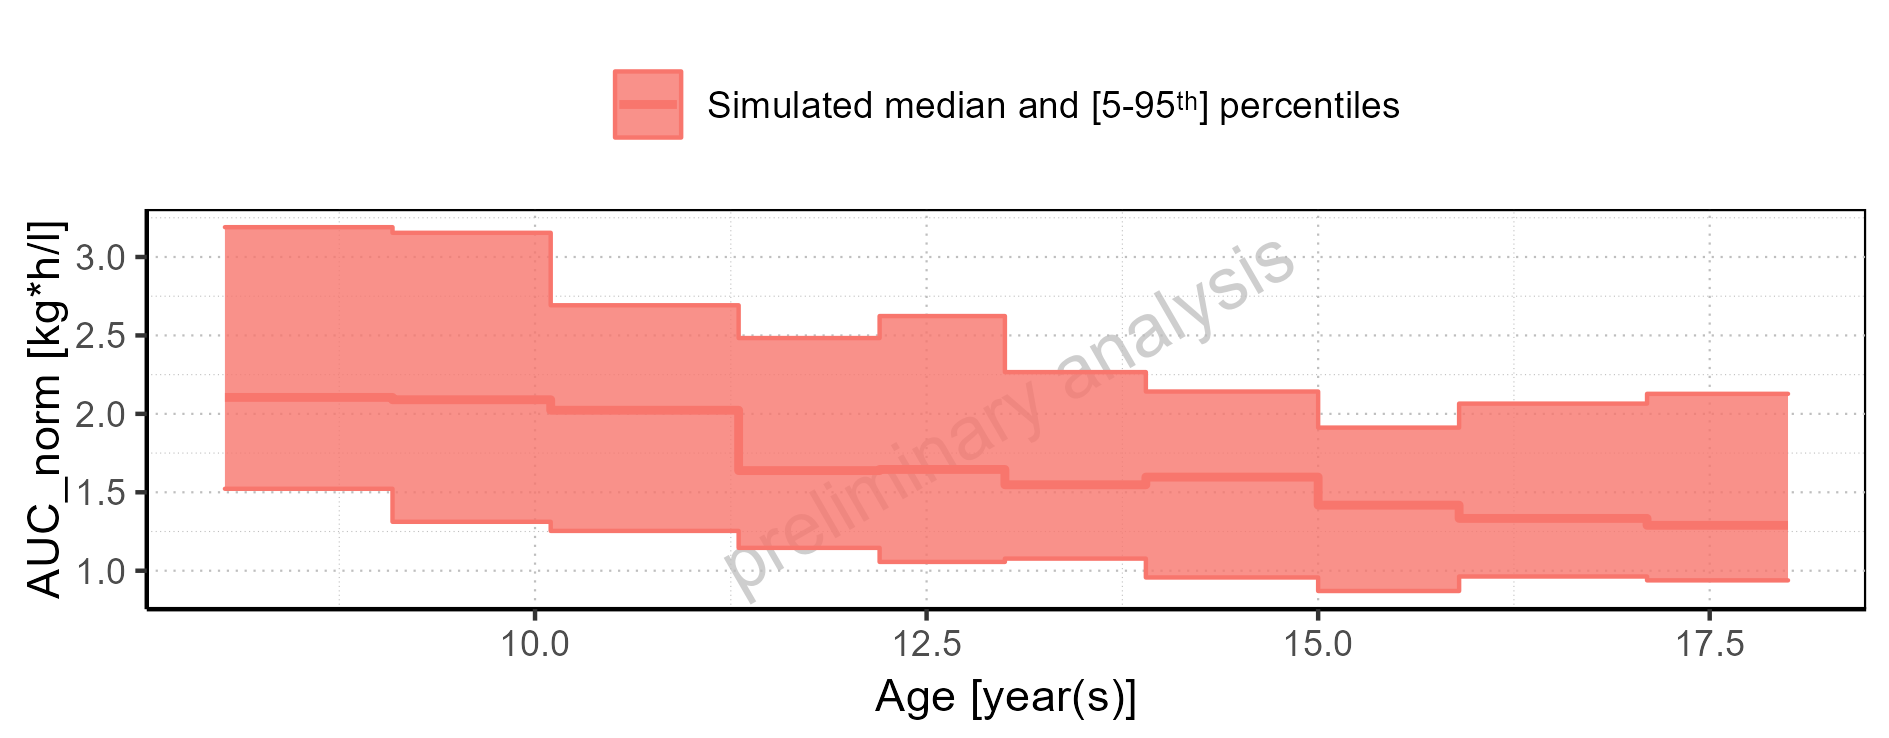 Simulated median and [5-95th] percentiles
AUC_norm [kg*h/l]
3.0
2.5
2.0
1.5
1.0
preliminary analysis
10.0 12.5 15.0 17.5
Age [year(s)]